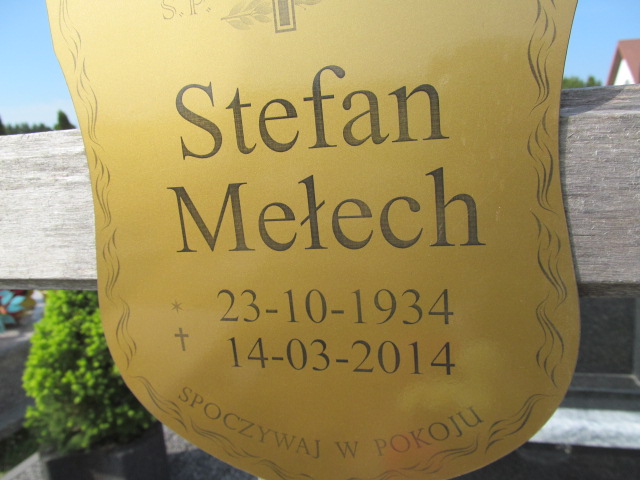 Ś.P.
Stefan
Mełech
* 23-10-1934
✝ 14-03-2014
SPOCZYWAJ W POKOJU